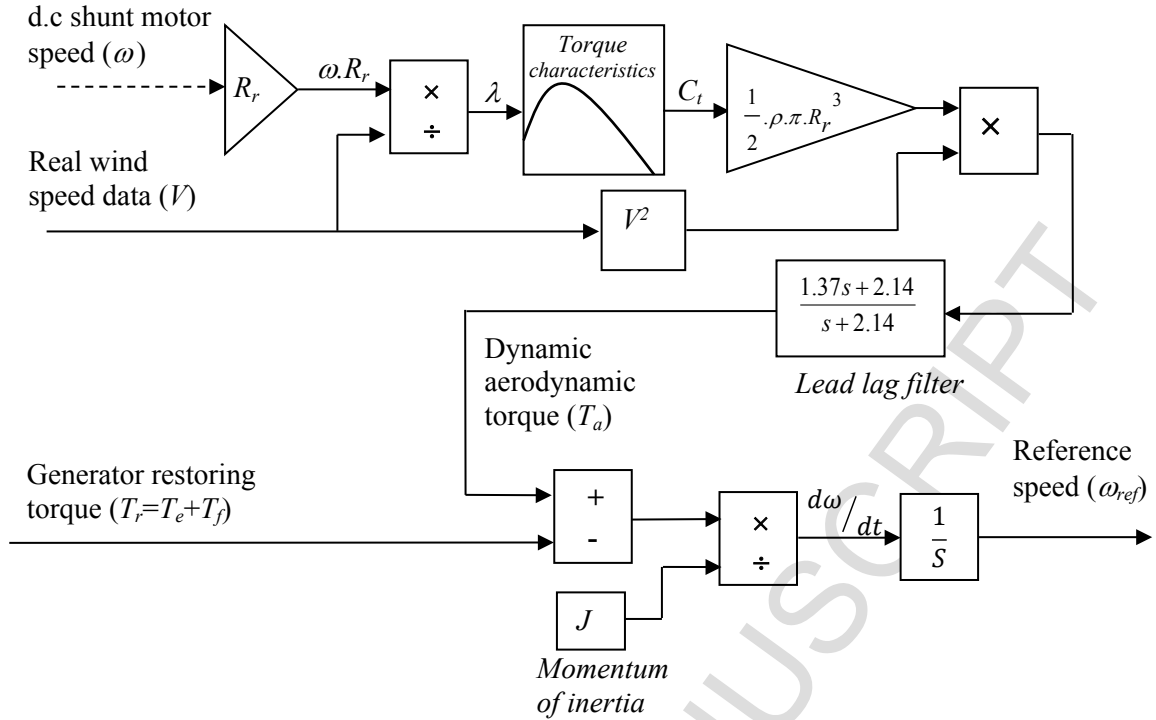 d.c shunt motor
speed (ω)
R_r
ω.R_r
×
÷
λ
Torque
characteristics
C_t
1/2 .ρ.π.R_r^3
×
Real wind
speed data (V)
V^2
1.37s + 2.14
s + 2.14
Lead lag filter
Dynamic
aerodynamic
torque (T_a)
Generator restoring
torque (T_r=T_e+T_f)
+
-
×
÷
dω/dt
1/S
Reference
speed (ω_ref)
J
Momentum
of inertia
NUSCRIPT